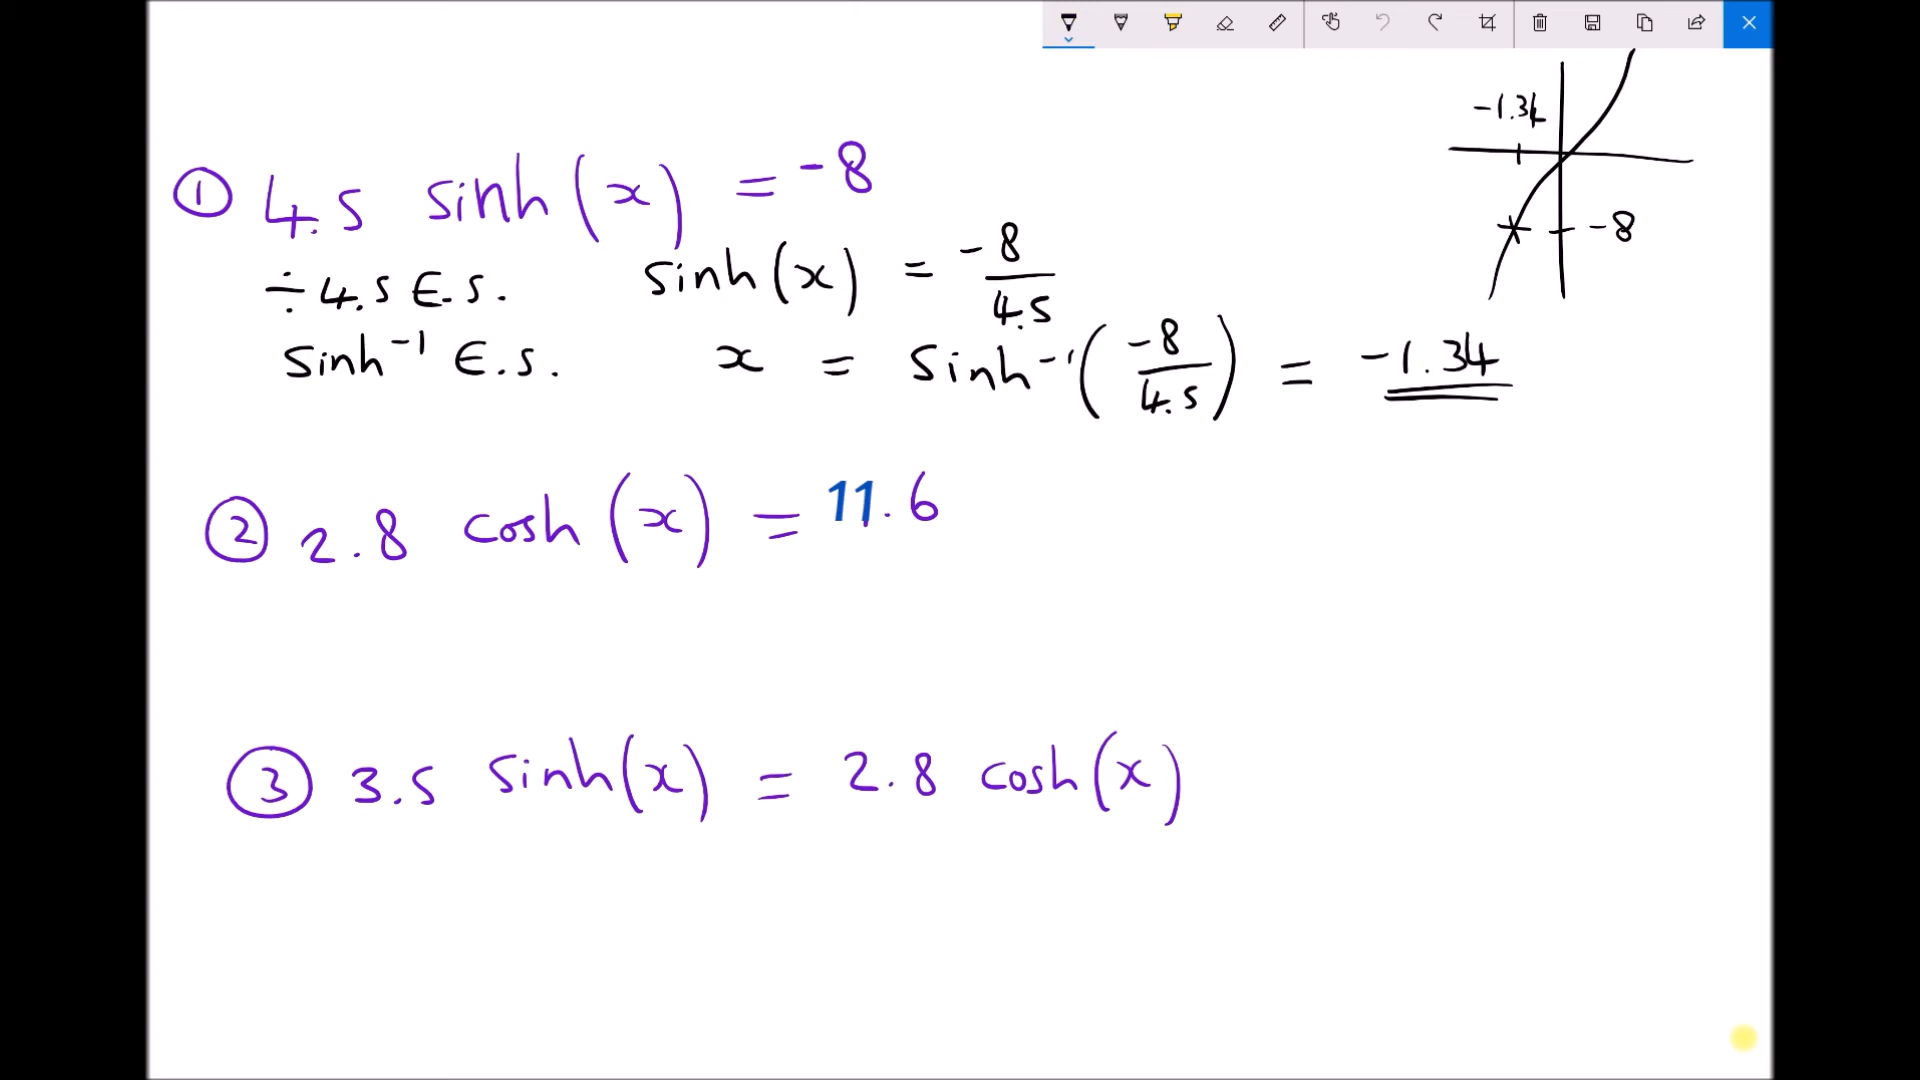 -1.34
① 4.5 sinh(x) = -8
-8
÷ 4.5 E.S. sinh(x) = -8/4.5
sinh⁻¹ E.S. x = sinh⁻¹(-8/4.5) = -1.34
② 2.8 cosh(x) = 11.6
③ 3.5 sinh(x) = 2.8 cosh(x)